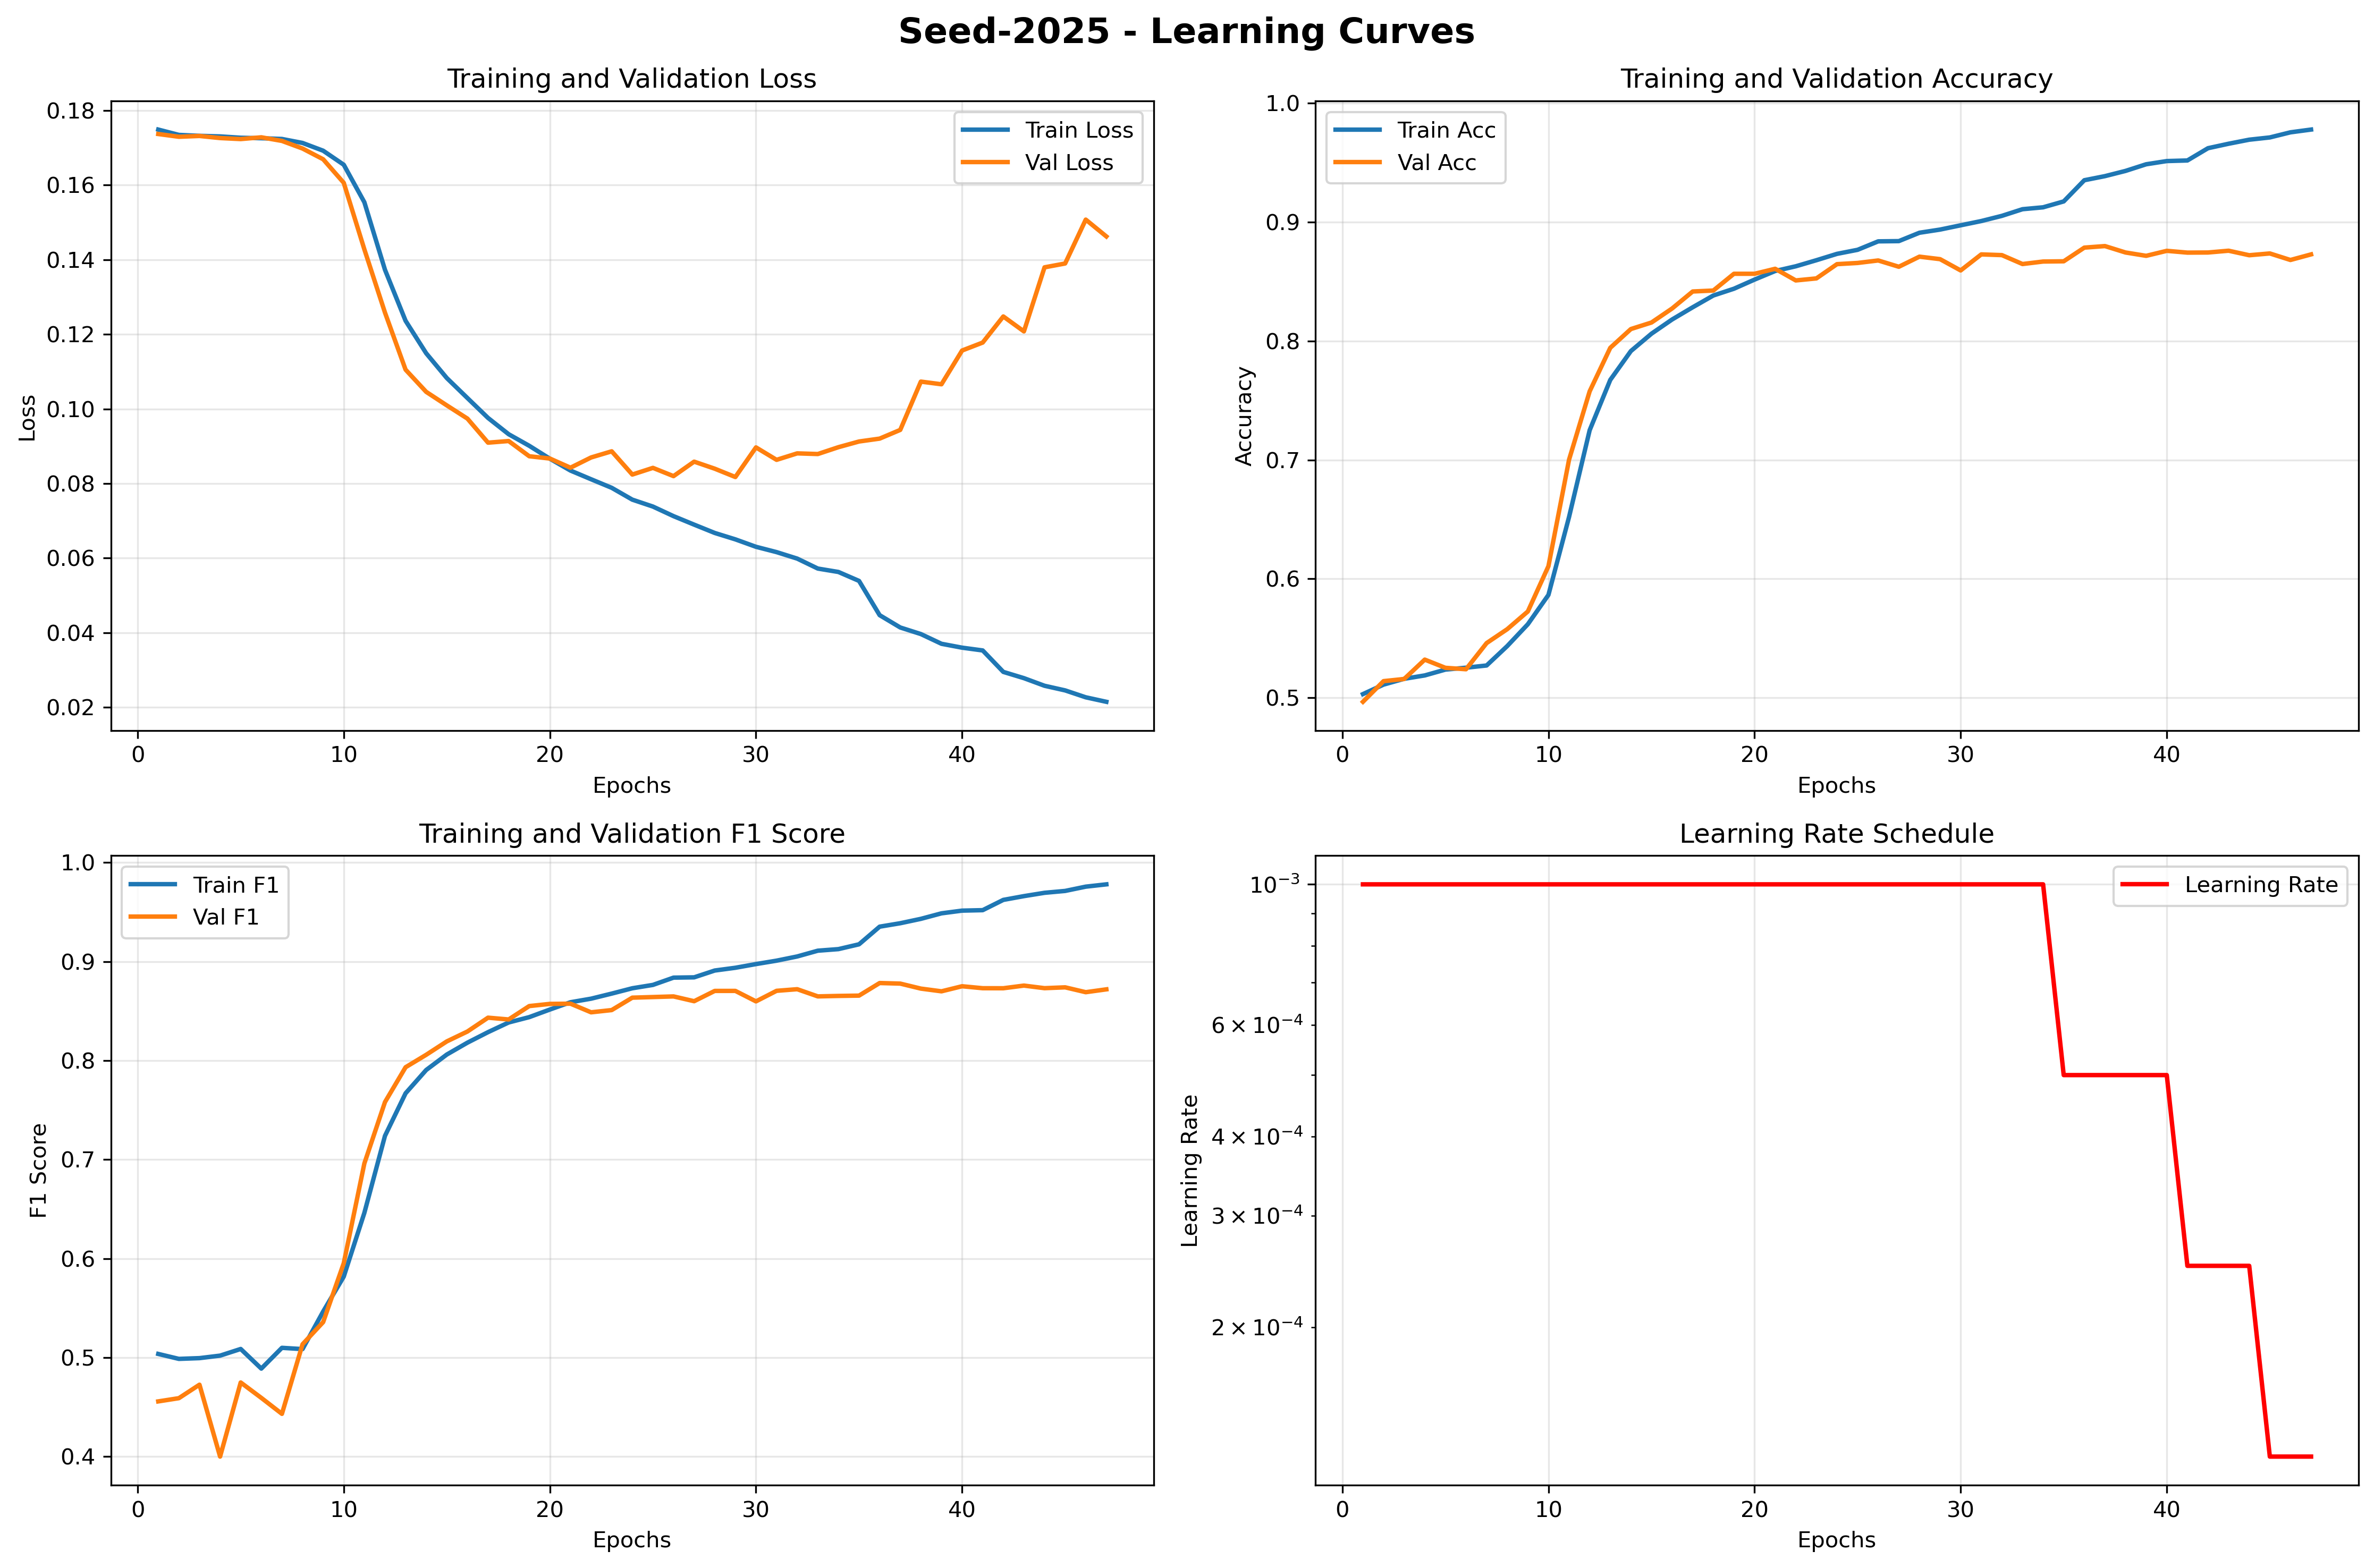 Seed-2025 - Learning Curves
Training and Validation Loss
Loss
0.18
0.16
0.14
0.12
0.10
0.08
0.06
0.04
0.02
Train Loss
Val Loss
0 10 20 30 40
Epochs
Training and Validation Accuracy
Accuracy
1.0
0.9
0.8
0.7
0.6
0.5
Train Acc
Val Acc
0 10 20 30 40
Epochs
Training and Validation F1 Score
F1 Score
1.0
0.9
0.8
0.7
0.6
0.5
0.4
Train F1
Val F1
0 10 20 30 40
Epochs
Learning Rate Schedule
Learning Rate
10⁻³
6 × 10⁻⁴
4 × 10⁻⁴
3 × 10⁻⁴
2 × 10⁻⁴
Learning Rate
0 10 20 30 40
Epochs